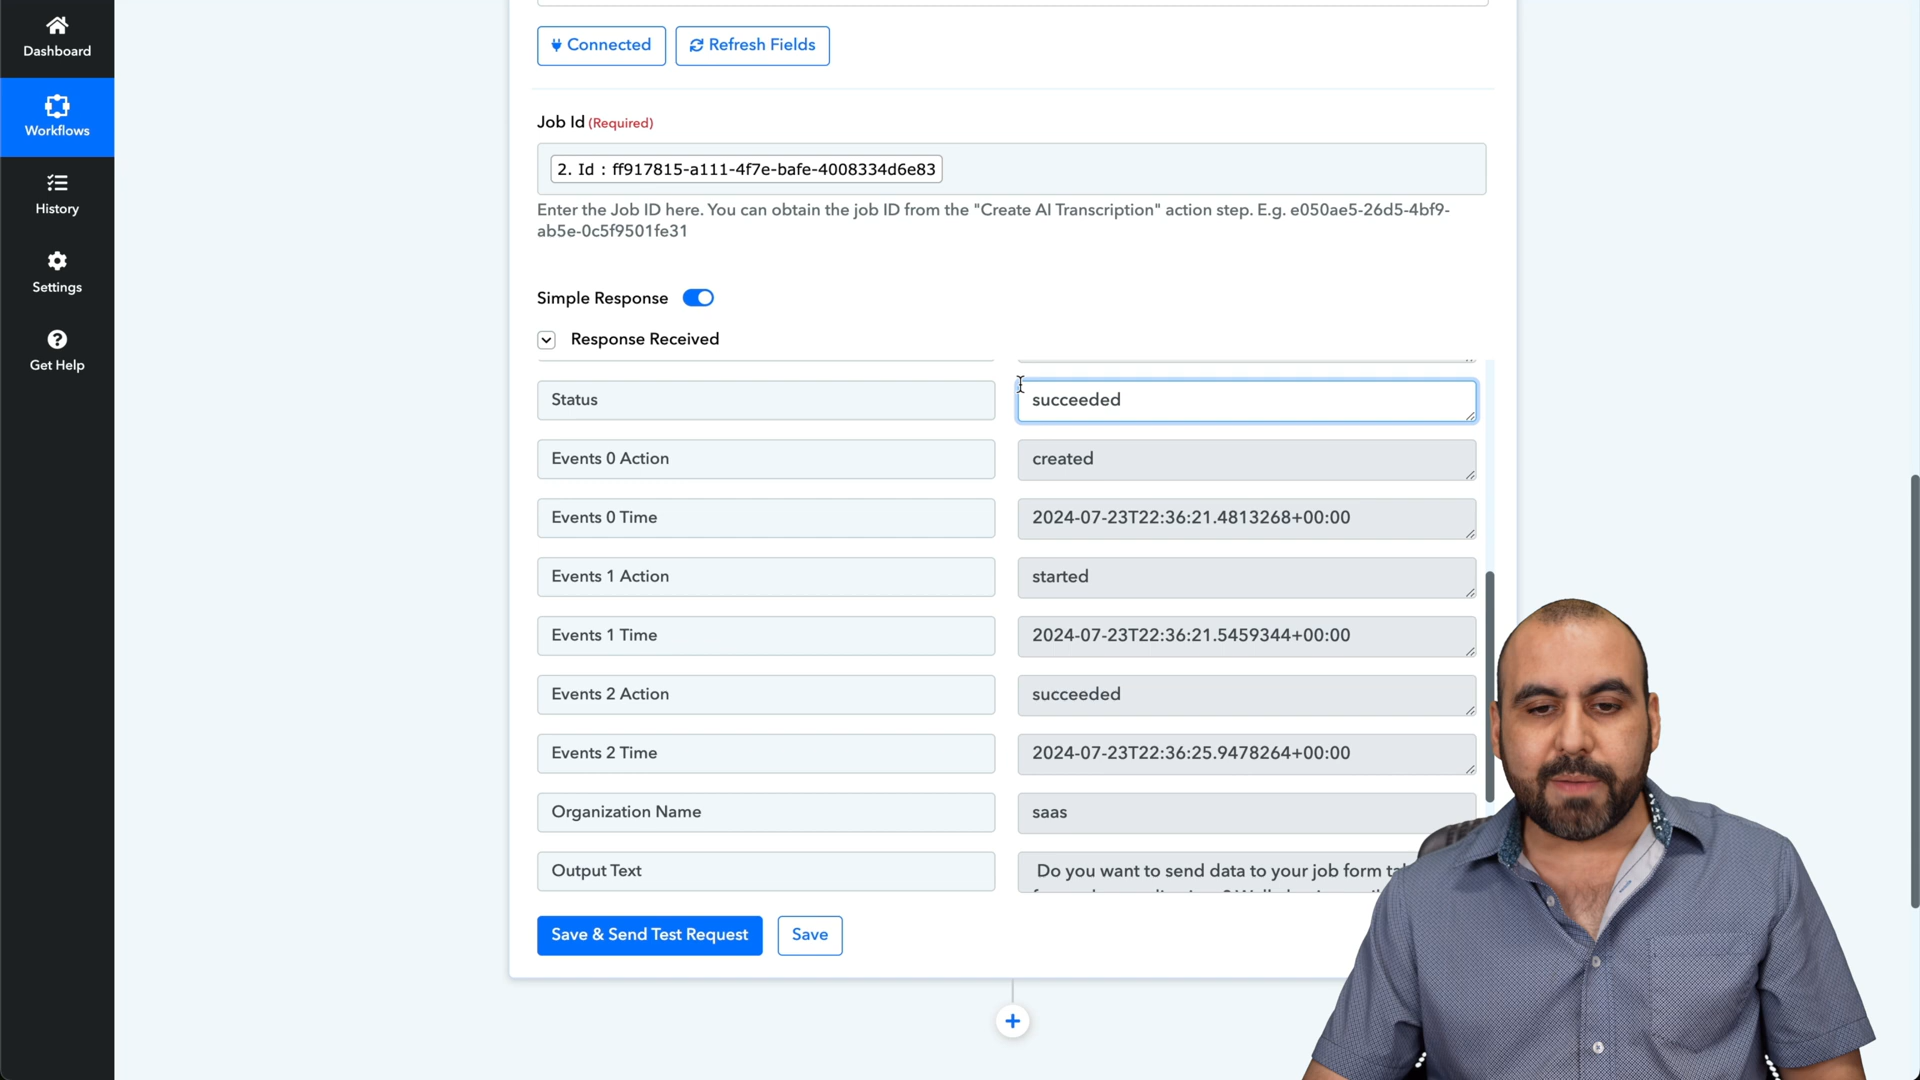 Dashboard
Workflows
History
Settings
Get Help
Connected
Refresh Fields
Job Id (Required)
2. Id : ff917815-a111-4f7e-bafe-4008334d6e83
Enter the Job ID here. You can obtain the job ID from the "Create AI Transcription" action step. E.g. e050ae5-26d5-4bf9-
ab5e-0c5f9501fe31
Simple Response
Response Received
Status
succeeded
Events 0 Action
created
Events 0 Time
2024-07-23T22:36:21.4813268+00:00
Events 1 Action
started
Events 1 Time
2024-07-23T22:36:21.5459344+00:00
Events 2 Action
succeeded
Events 2 Time
2024-07-23T22:36:25.9478264+00:00
Organization Name
saas
Output Text
Do you want to send data to your job form
Save & Send Test Request
Save